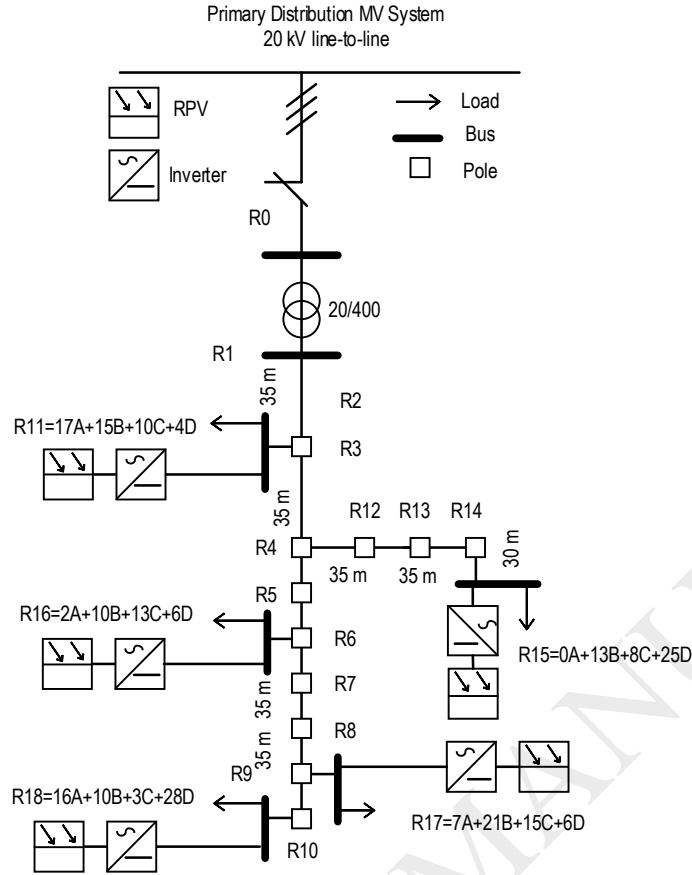 Primary Distribution MV System
20 kV line-to-line
RPV
Load
Bus
Inverter
Pole
R0
20/400
R1
35 m
R2
R11=17A+15B+10C+4D
R3
35 m
R12
R13
R14
R4
30 m
35 m
35 m
R5
R16=2A+10B+13C+6D
R6
R15=0A+13B+8C+25D
35 m
R7
R8
35 m
R9
R18=16A+10B+3C+28D
R17=7A+21B+15C+6D
R10
MANU